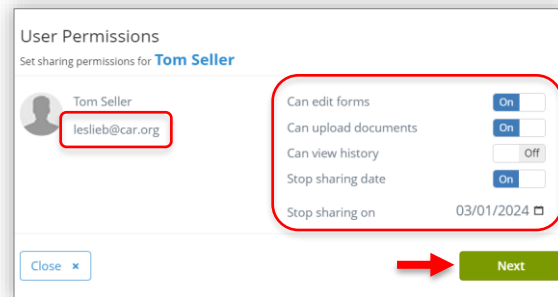 User Permissions
Set sharing permissions for Tom Seller
Tom Seller
leslieb@car.org
Can edit forms On
Can upload documents On
Can view history Off
Stop sharing date On
Stop sharing on 03/01/2024
Close × Next